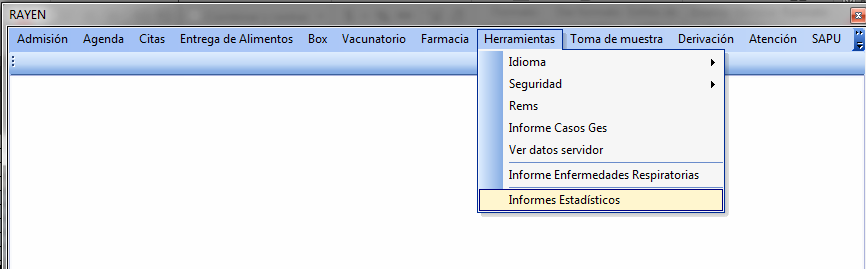 RAYEN
Admisión Agenda Citas Entrega de Alimentos Box Vacunatorio Farmacia Herramientas Toma de muestra Derivación Atención SAPU
Idioma
Seguridad
Rems
Informe Casos Ges
Ver datos servidor
Informe Enfermedades Respiratorias
Informes Estadísticos